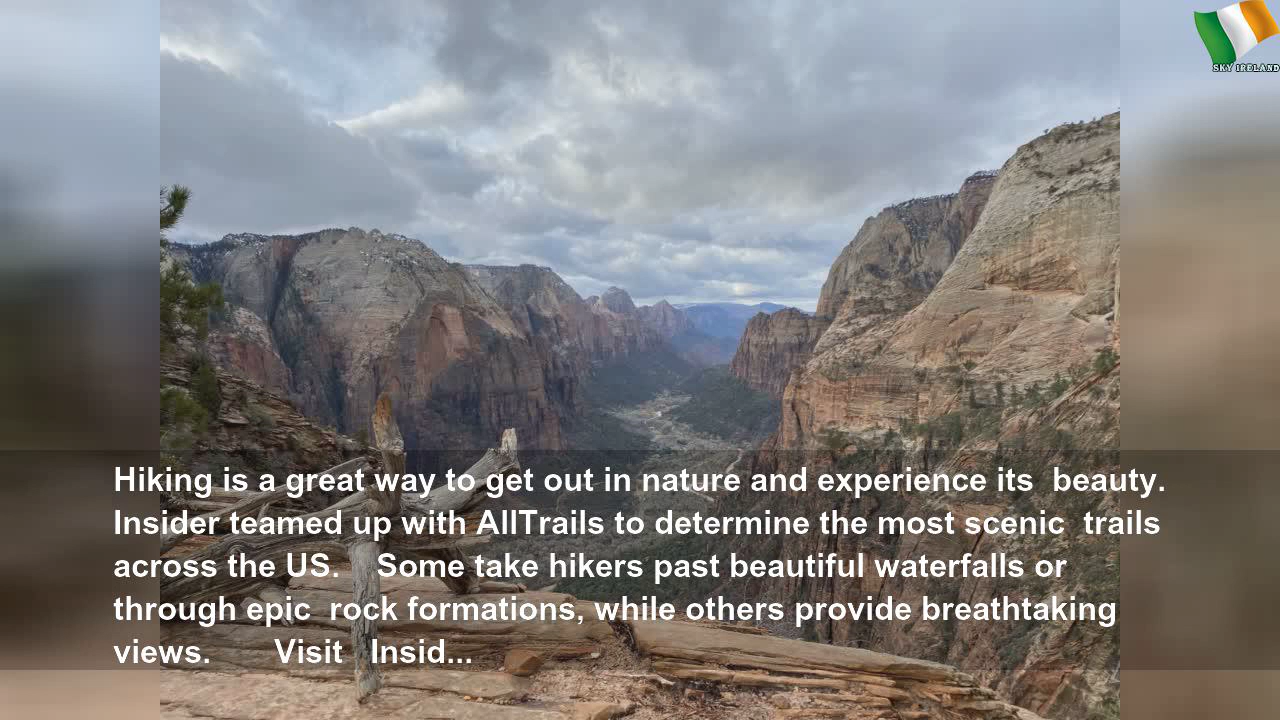 SKY IRELAND
Hiking is a great way to get out in nature and experience its  beauty.
Insider teamed up with AllTrails to determine the most scenic  trails
across the US.    Some take hikers past beautiful waterfalls or
through epic  rock formations, while others provide breathtaking
views.       Visit   Insid...